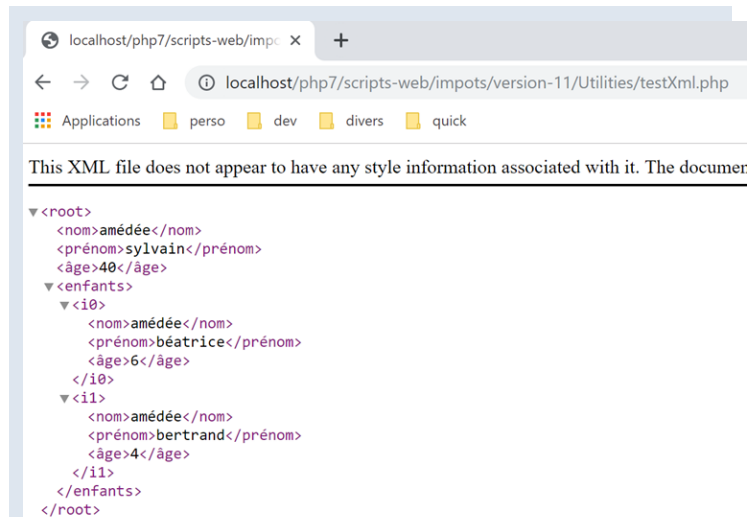 localhost/php7/scripts-web/impo
localhost/php7/scripts-web/impots/version-11/Utilities/testXml.php
Applications perso dev divers quick
This XML file does not appear to have any style information associated with it. The documen
<root>
<nom>amédée</nom>
<prénom>sylvain</prénom>
<âge>40</âge>
<enfants>
<i0>
<nom>amédée</nom>
<prénom>béatrice</prénom>
<âge>6</âge>
</i0>
<i1>
<nom>amédée</nom>
<prénom>bertrand</prénom>
<âge>4</âge>
</i1>
</enfants>
</root>